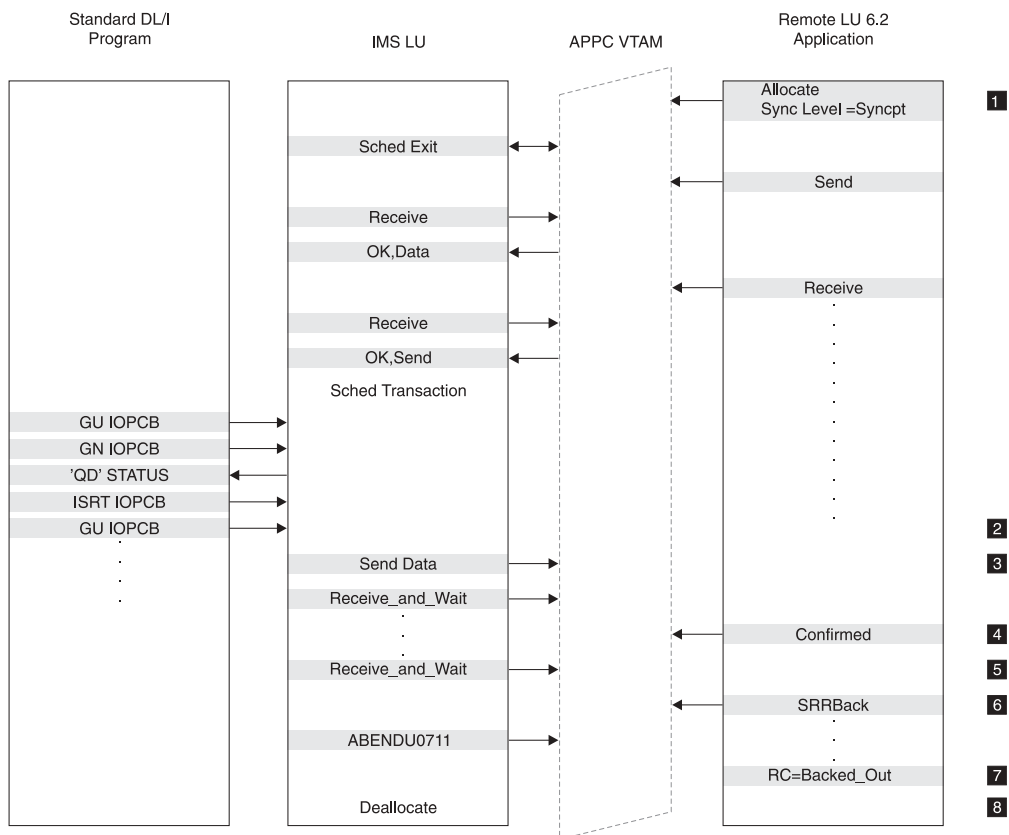 Standard DL/I
Program
IMS LU
APPC VTAM
Remote LU 6.2
Application
Allocate
Sync Level =Syncpt
1
Sched Exit
Send
Receive
OK,Data
Receive
Receive
OK,Send
Sched Transaction
GU IOPCB
GN IOPCB
'QD' STATUS
ISRT IOPCB
GU IOPCB
2
Send Data
3
Receive_and_Wait
Confirmed
4
Receive_and_Wait
5
SRRBack
6
ABENDU0711
RC=Backed_Out
7
Deallocate
8